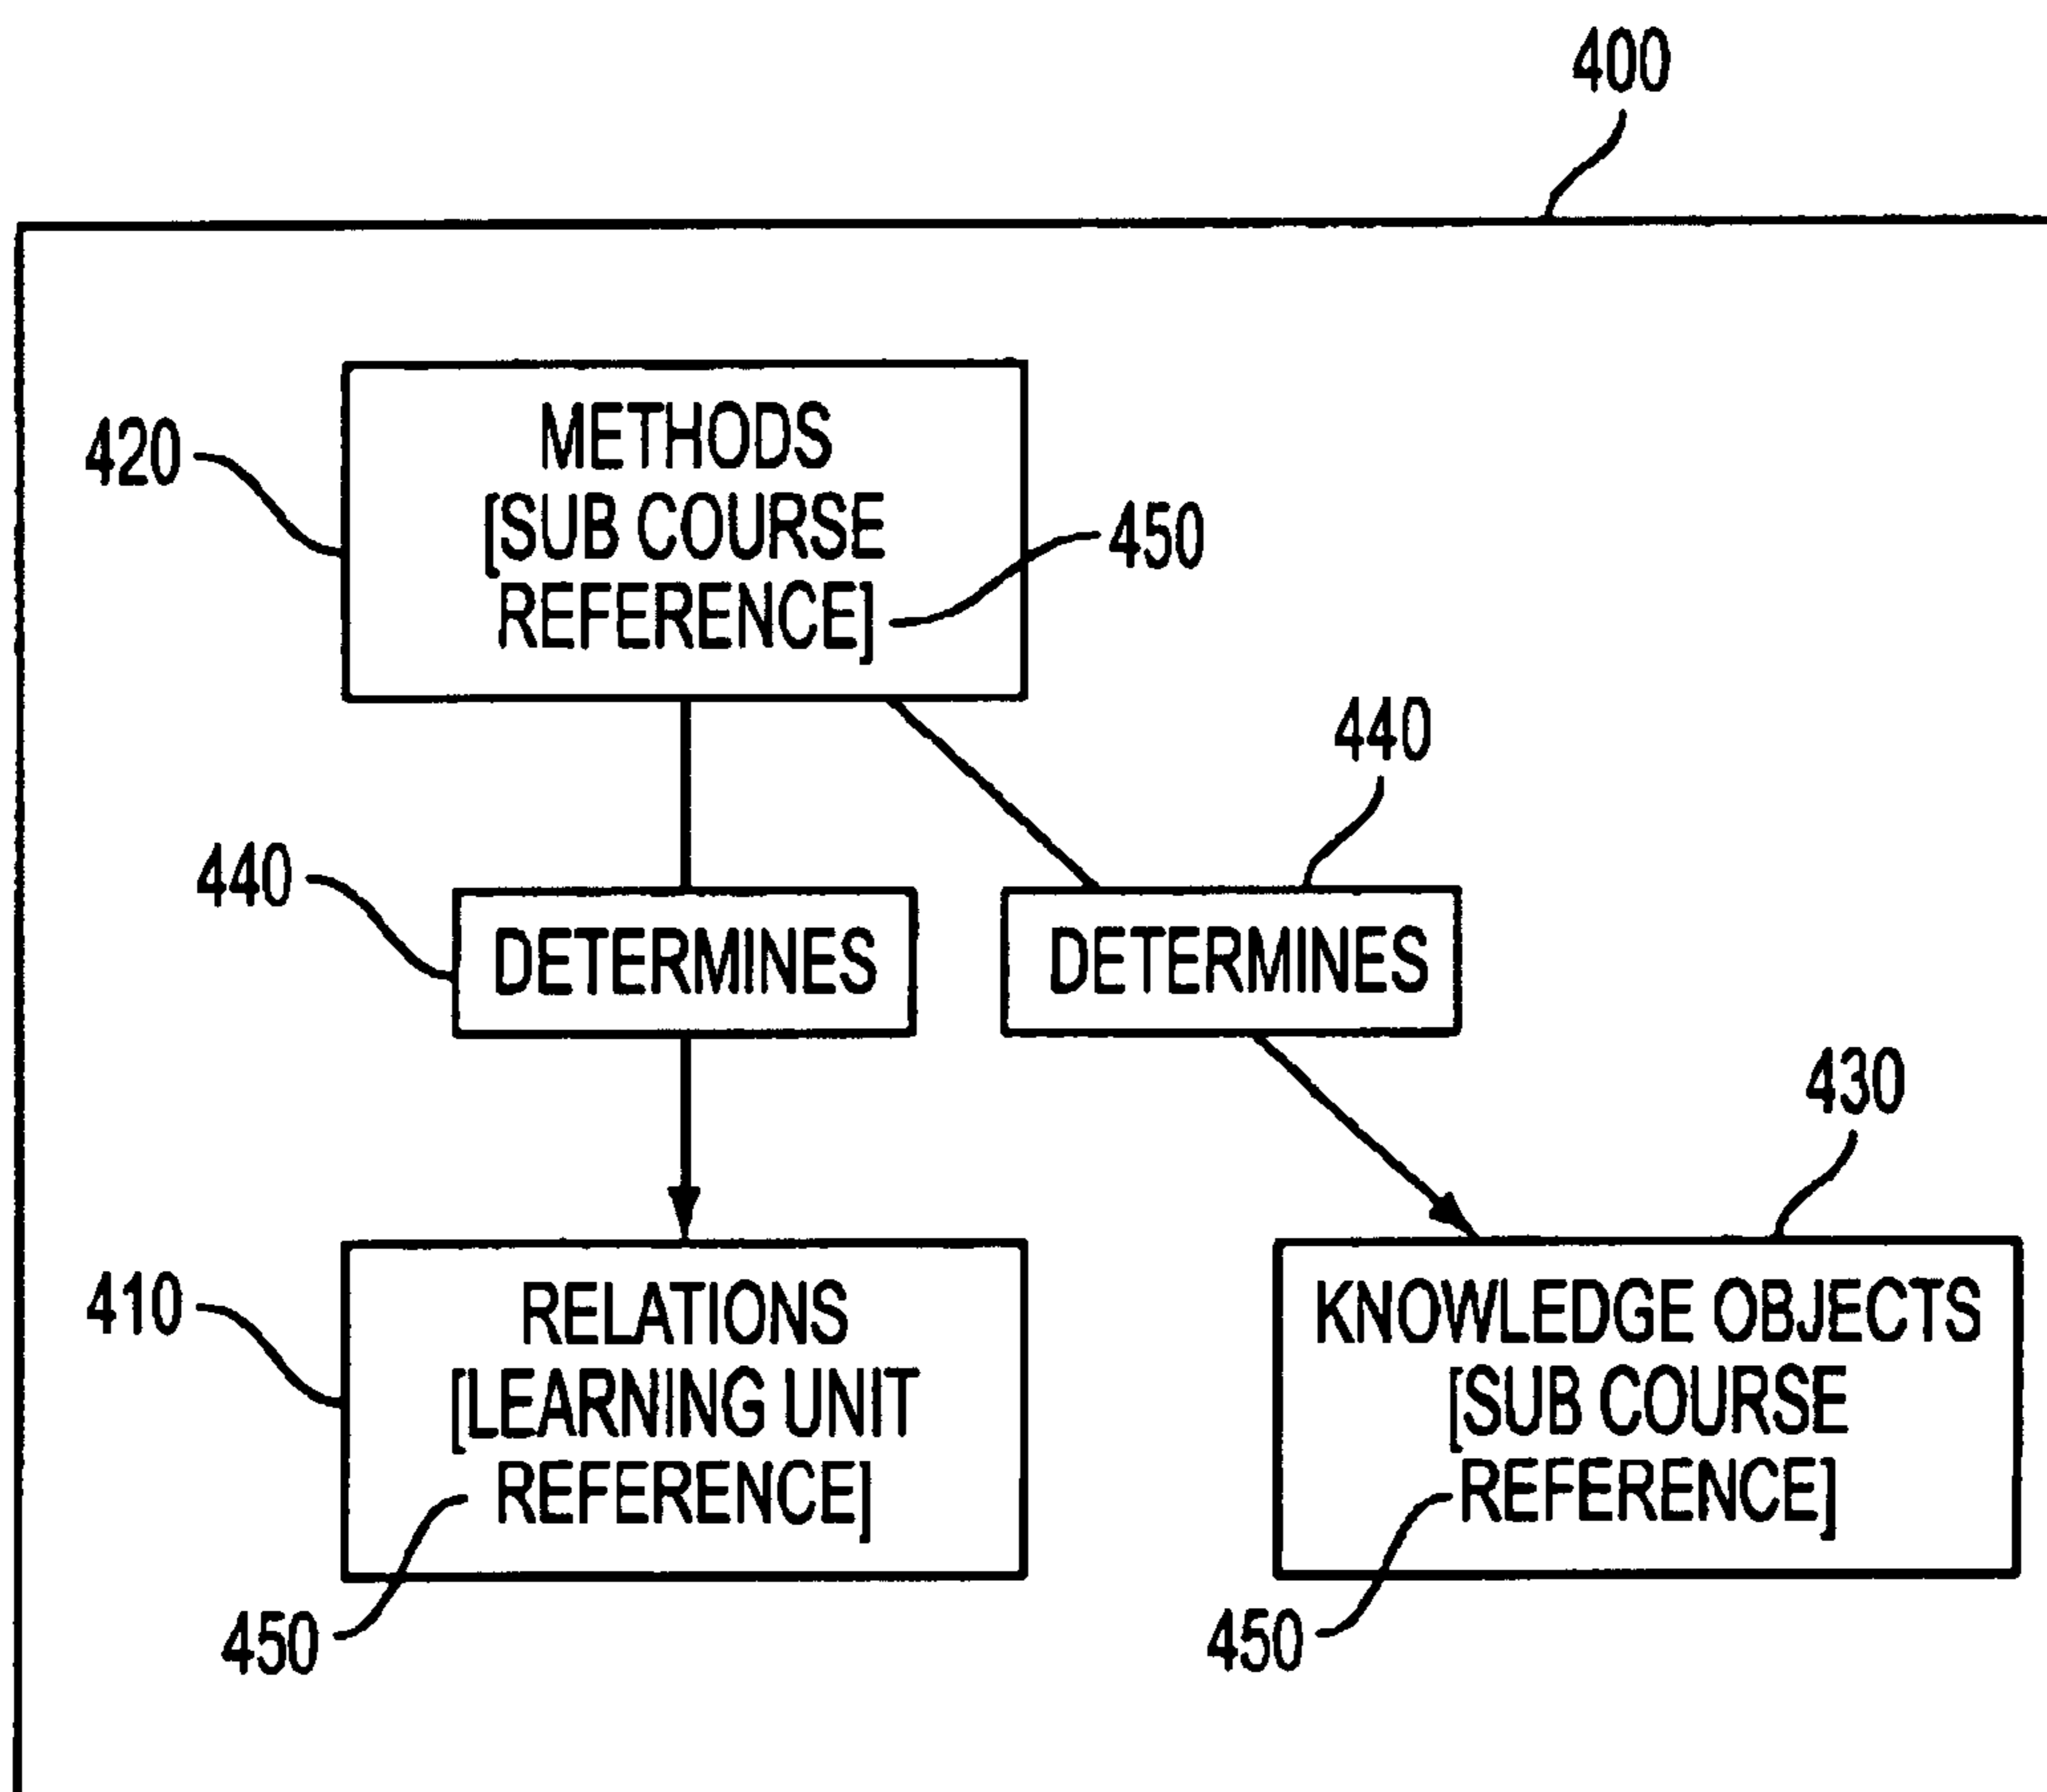 400
METHODS
[SUB COURSE
REFERENCE]
420
450
440
440
DETERMINES
DETERMINES
430
410
RELATIONS
[LEARNING UNIT
REFERENCE]
KNOWLEDGE OBJECTS
[SUB COURSE
REFERENCE]
450
450